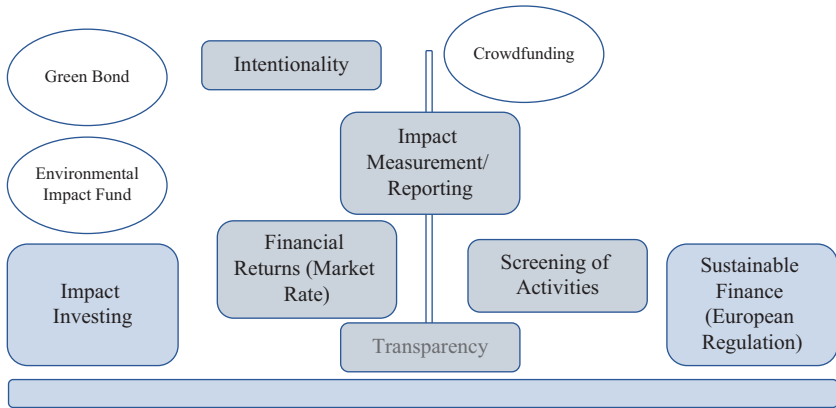 Green Bond
Intentionality
Crowdfunding
Impact
Measurement/
Reporting
Environmental
Impact Fund
Financial
Returns (Market
Rate)
Screening of
Activities
Impact
Investing
Sustainable
Finance
(European
Regulation)
Transparency